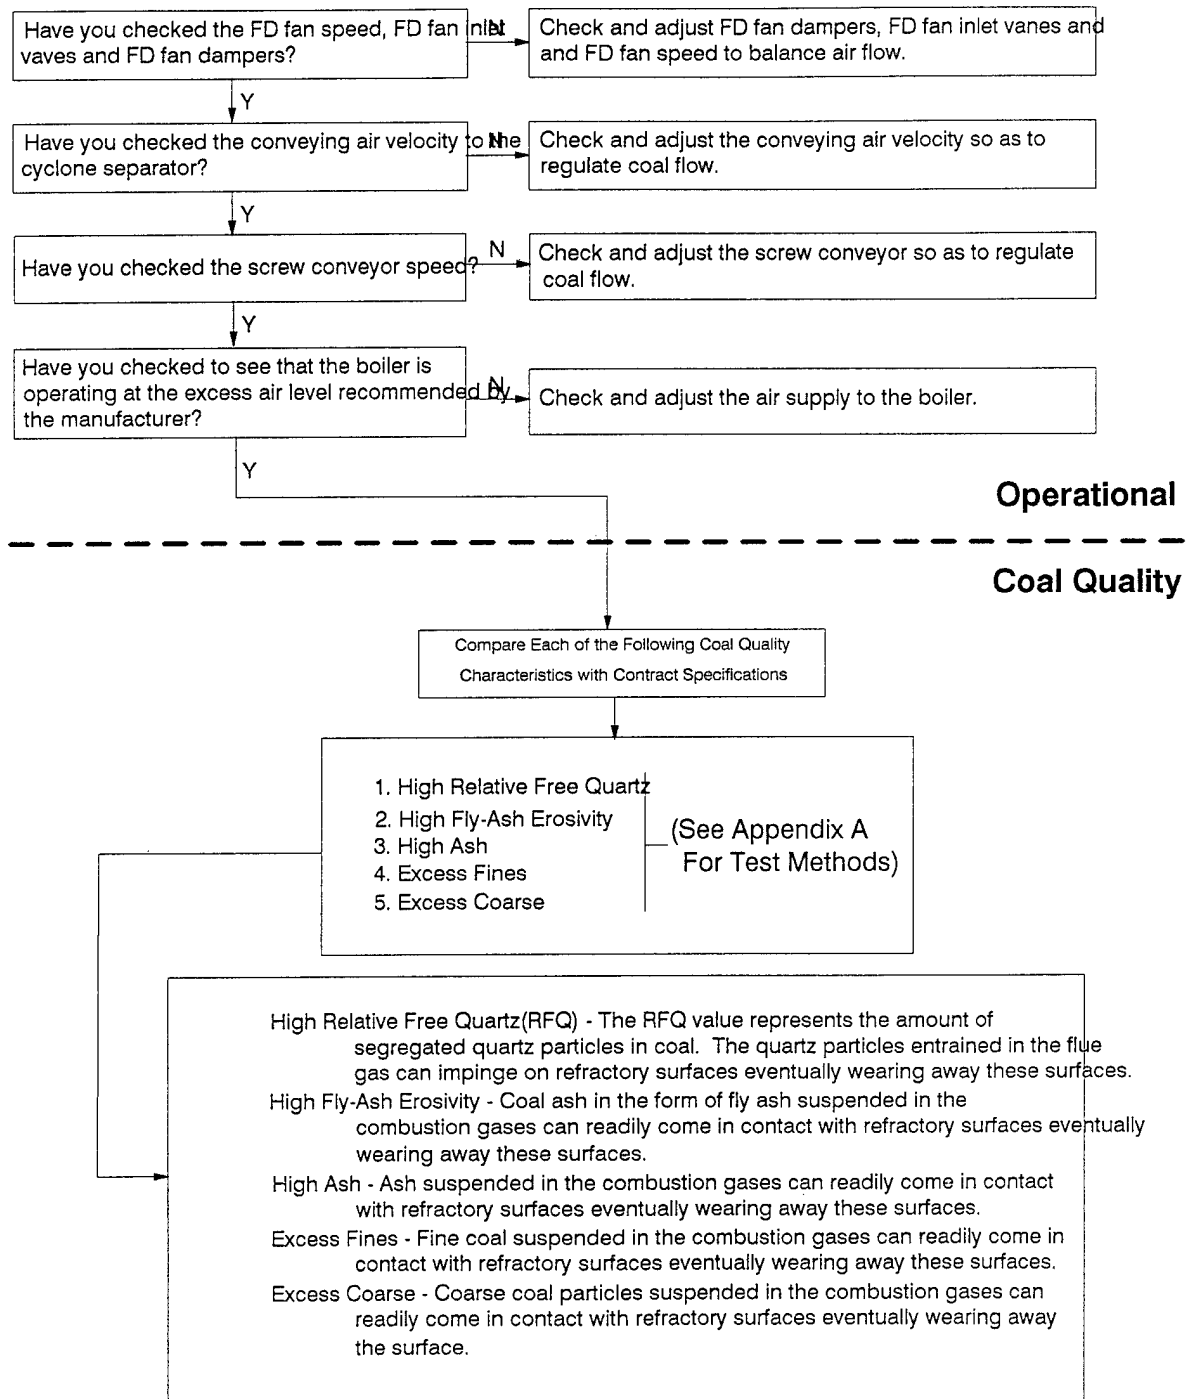 Have you checked the FD fan speed, FD fan inlet
vaves and FD fan dampers?
N
Check and adjust FD fan dampers, FD fan inlet vanes and
and FD fan speed to balance air flow.
Y
Have you checked the conveying air velocity to the
cyclone separator?
N
Check and adjust the conveying air velocity so as to
regulate coal flow.
Y
Have you checked the screw conveyor speed?
N
Check and adjust the screw conveyor so as to regulate
coal flow.
Y
Have you checked to see that the boiler is
operating at the excess air level recommended by
the manufacturer?
N
Check and adjust the air supply to the boiler.
Y
Operational
Coal Quality
Compare Each of the Following Coal Quality
Characteristics with Contract Specifications
1. High Relative Free Quartz
2. High Fly-Ash Erosivity
3. High Ash
4. Excess Fines
5. Excess Coarse
(See Appendix A
For Test Methods)
High Relative Free Quartz(RFQ) - The RFQ value represents the amount of
segregated quartz particles in coal. The quartz particles entrained in the flue
gas can impinge on refractory surfaces eventually wearing away these surfaces.
High Fly-Ash Erosivity - Coal ash in the form of fly ash suspended in the
combustion gases can readily come in contact with refractory surfaces eventually
wearing away these surfaces.
High Ash - Ash suspended in the combustion gases can readily come in contact
with refractory surfaces eventually wearing away these surfaces.
Excess Fines - Fine coal suspended in the combustion gases can readily come in
contact with refractory surfaces eventually wearing away these surfaces.
Excess Coarse - Coarse coal particles suspended in the combustion gases can
readily come in contact with refractory surfaces eventually wearing away
the surface.